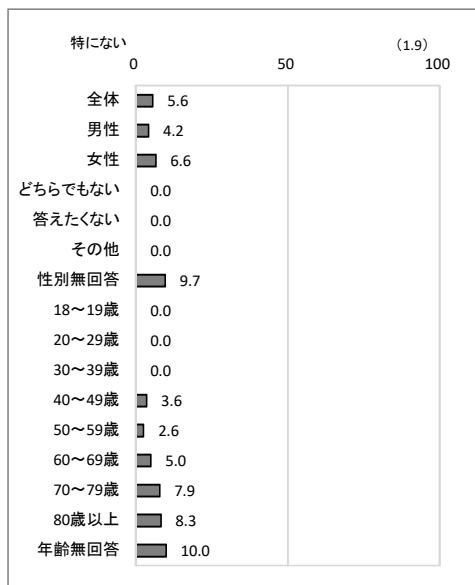 特にない （1.9）
0 50 100
全体 5.6
男性 4.2
女性 6.6
どちらでもない 0.0
答えたくない 0.0
その他 0.0
性別無回答 9.7
18～19歳 0.0
20～29歳 0.0
30～39歳 0.0
40～49歳 3.6
50～59歳 2.6
60～69歳 5.0
70～79歳 7.9
80歳以上 8.3
年齢無回答 10.0